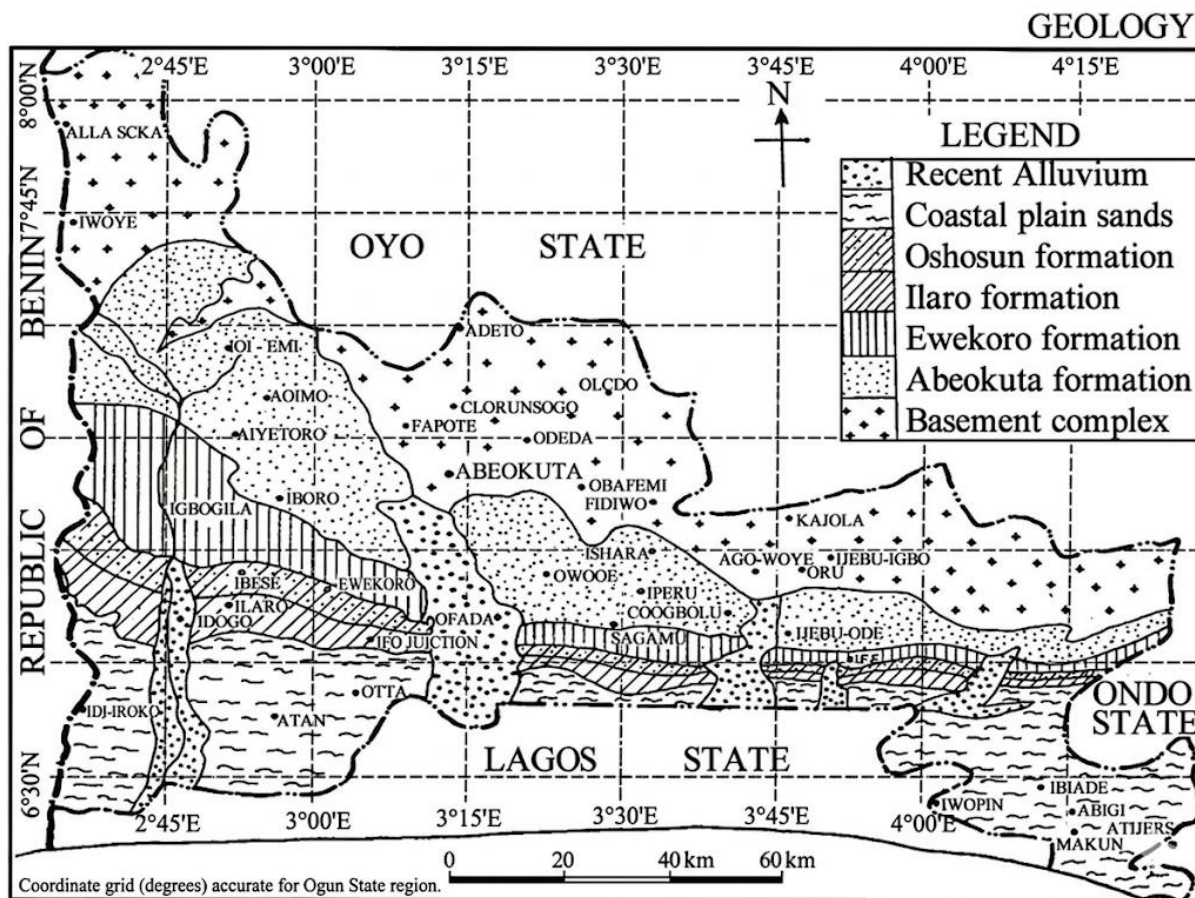 GEOLOGY
2°45'E 3°00'E 3°15'E 3°30'E 3°45'E 4°00'E 4°15'E
8°00'N
N
ALLA SCKA
LEGEND
Recent Alluvium
Coastal plain sands
Oshosun formation
Ilaro formation
Ewekoro formation
Abeokuta formation
Basement complex
7°45'N
IWOYE
OYO STATE
REPUBLIC OF BENIN
ADETO
IOI - EMI
OLÇDO
AOIMO
CLORUNSOGO
FAPOTE
AIYETORO
ODEDA
ABEOKUTA
OBAFEMI
FIDIWO
IBORO
IGBOGILA
KAJOLA
ISHARA
AGO-WOYE
IJEBU-IGBO
ORU
OWOOE
IBESE
EWEKORO
IPERU
COOGBOLU
ILARO
IDOGO
OFADA
SAGAMU
IJEBU-ODE
IFO JUICTION
IFE
ONDO
STATE
OTTA
IDJ-IROKO
ATAN
LAGOS STATE
6°30'N
IBIADE
IWOPIN
ABIGI
ATIJERS
MAKUN
2°45'E 3°00'E 3°15'E 3°30'E 3°45'E 4°00'E 4°15'E
0 20 40 km 60 km
Coordinate grid (degrees) accurate for Ogun State region.